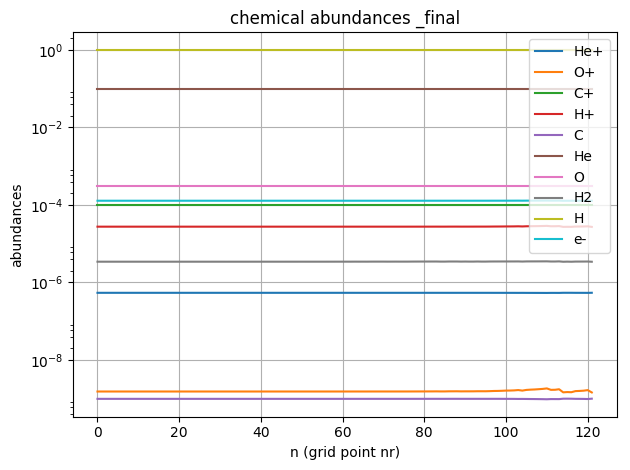 chemical abundances _final
abundances
10^0
10^-2
10^-4
10^-6
10^-8
He+
O+
C+
H+
C
He
O
H2
H
e-
0 20 40 60 80 100 120
n (grid point nr)